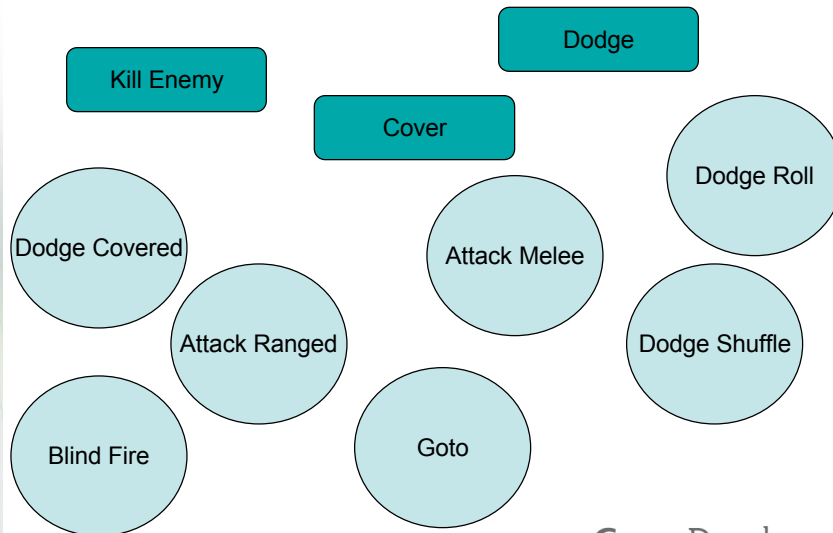 Dodge
Kill Enemy
Cover
Dodge Roll
Dodge Covered
Attack Melee
Attack Ranged
Dodge Shuffle
Blind Fire
Goto